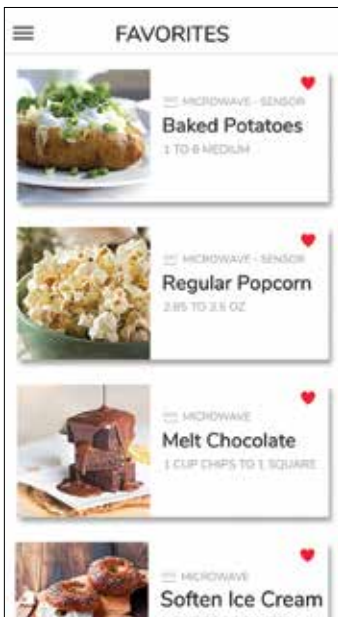 FAVORITES
MICROWAVE - SENSOR
Baked Potatoes
1 TO 8 MEDIUM
MICROWAVE - SENSOR
Regular Popcorn
2.85 TO 3.5 OZ
MICROWAVE
Melt Chocolate
1 CUP CHIPS TO 1 SQUARE
MICROWAVE
Soften Ice Cream